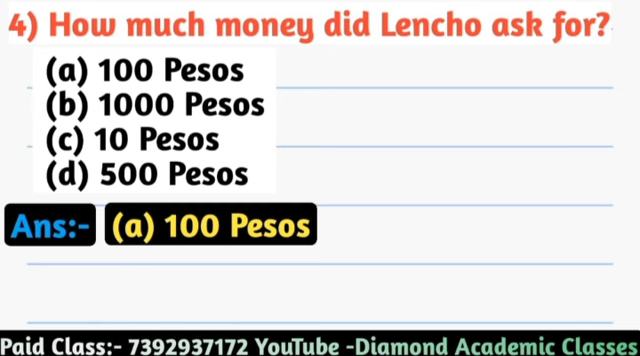 4) How much money did Lencho ask for?
(a) 100 Pesos
(b) 1000 Pesos
(c) 10 Pesos
(d) 500 Pesos
Ans:- (a) 100 Pesos
Paid Class:- 7392937172 YouTube -Diamond Academic Classes